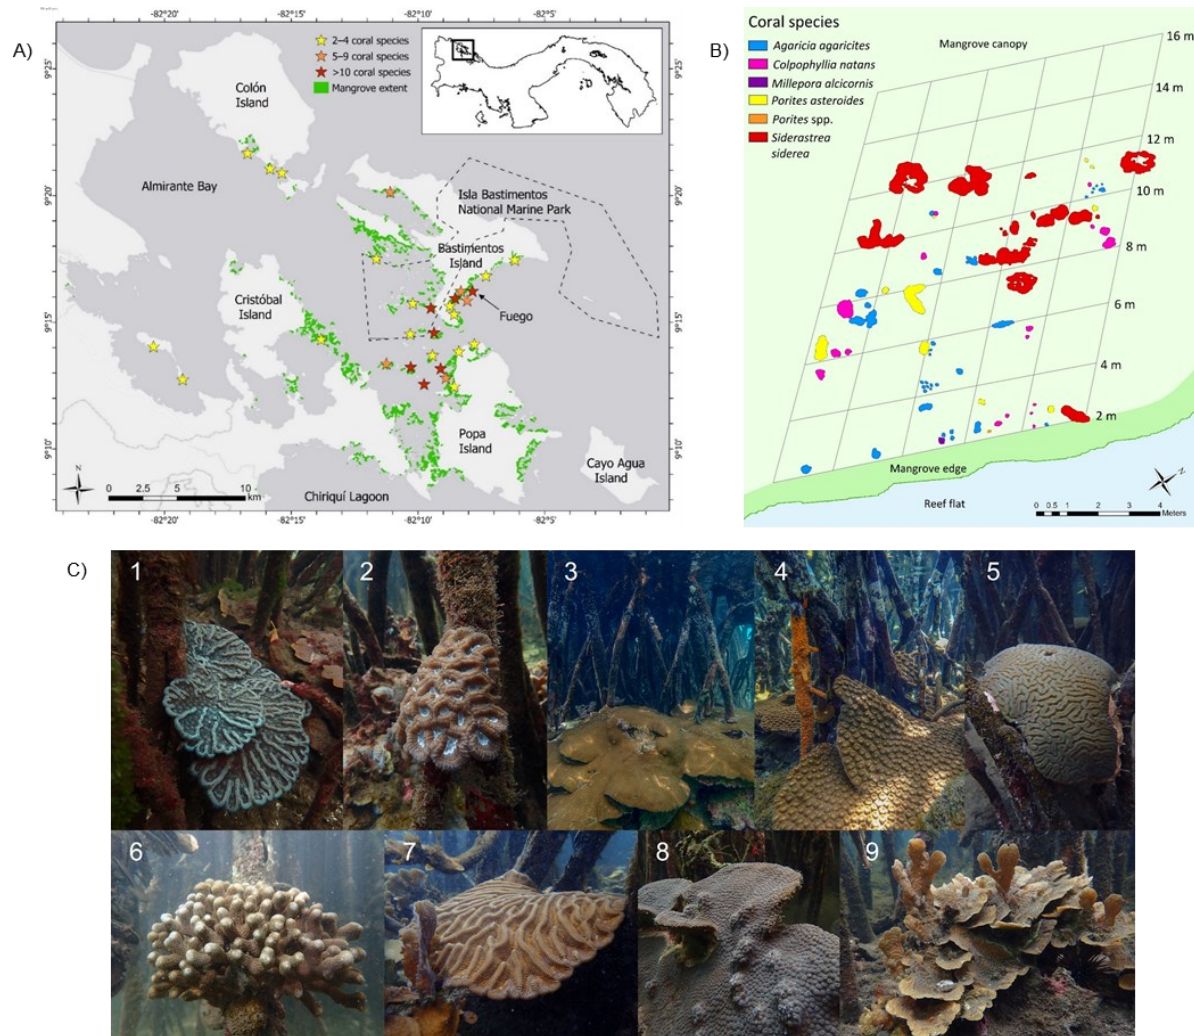 A)
2–4 coral species
5–9 coral species
>10 coral species
Mangrove extent
9°25'
9°20'
9°15'
9°10'
Colón
Island
Almirante Bay
Isla Bastimentos
National Marine Park
Bastimentos
Island
Cristóbal
Island
Fuego
Popa
Island
Cayo Agua
Island
Chiriquí Lagoon
N
0 2.5 5 10
km
-82°20' -82°15' -82°10' -82°5'
B)
Coral species
Agaricia agaricites
Colpophyllia natans
Millepora alcicornis
Porites asteroides
Porites spp.
Siderastrea
siderea
Mangrove canopy
16 m
14 m
12 m
10 m
8 m
6 m
4 m
2 m
Mangrove edge
Reef flat
N
0 0.5 1 2 3 4
Meters
C)
1 2 3 4 5
6 7 8 9